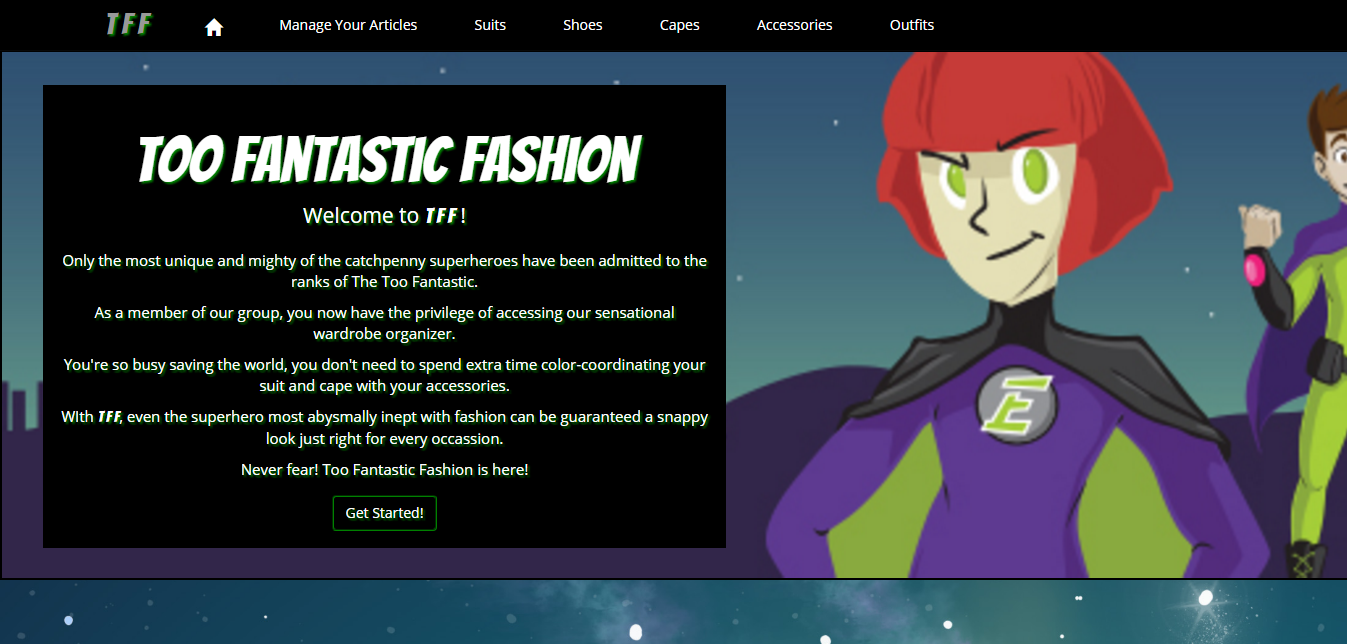 TFF
Manage Your Articles
Suits
Shoes
Capes
Accessories
Outfits
TOO FANTASTIC FASHION
Welcome to TFF!
Only the most unique and mighty of the catchpenny superheroes have been admitted to the
ranks of The Too Fantastic.
As a member of our group, you now have the privilege of accessing our sensational
wardrobe organizer.
You're so busy saving the world, you don't need to spend extra time color-coordinating your
suit and cape with your accessories.
WIth TFF, even the superhero most abysmally inept with fashion can be guaranteed a snappy
look just right for every occassion.
Never fear! Too Fantastic Fashion is here!
Get Started!
E